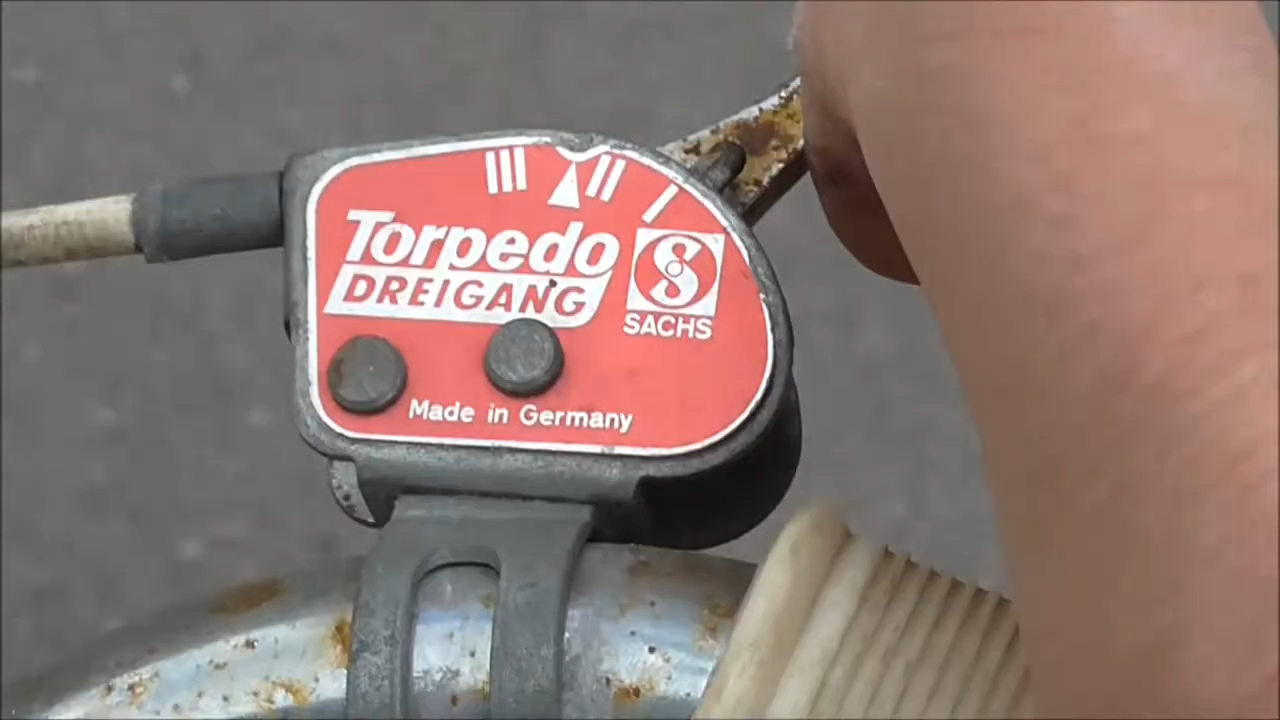 III II I
Torpedo
DREIGANG
S
SACHS
Made in Germany